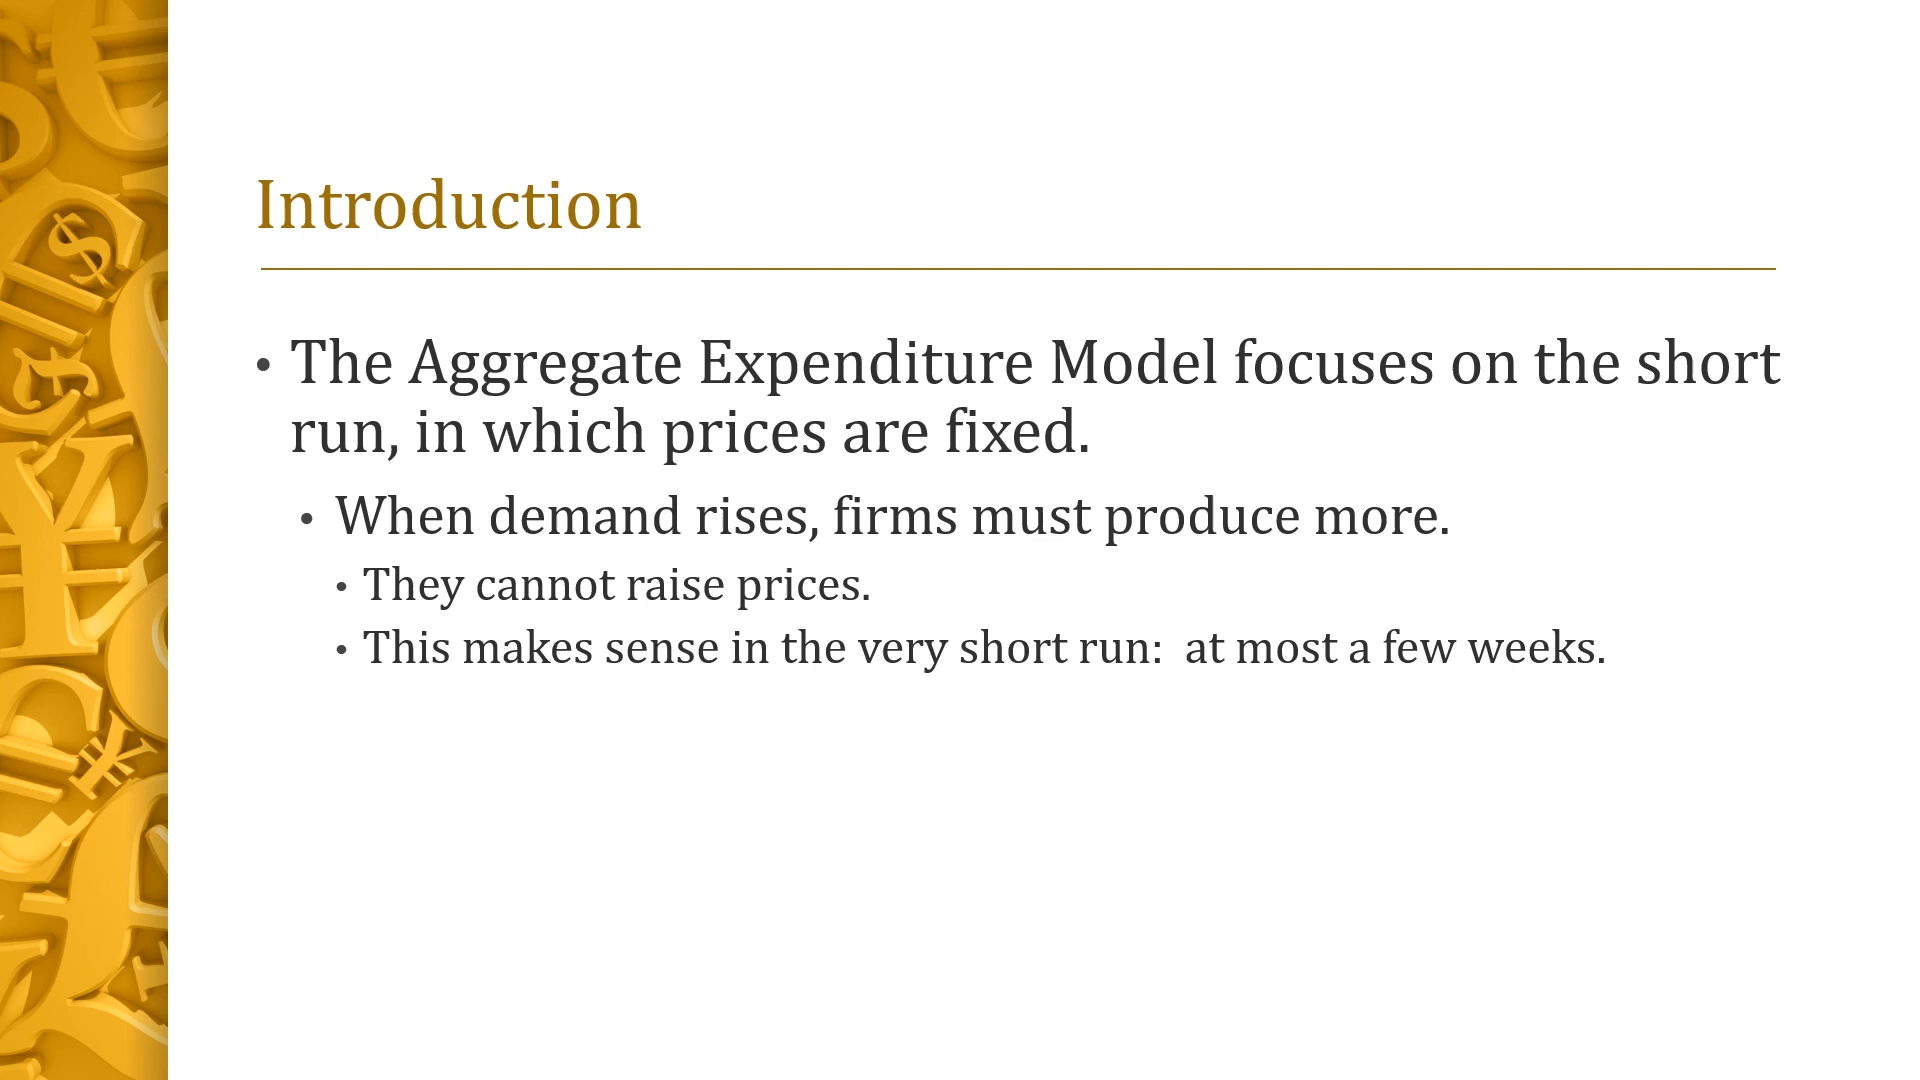 Introduction
• The Aggregate Expenditure Model focuses on the short
run, in which prices are fixed.
• When demand rises, firms must produce more.
• They cannot raise prices.
• This makes sense in the very short run:  at most a few weeks.